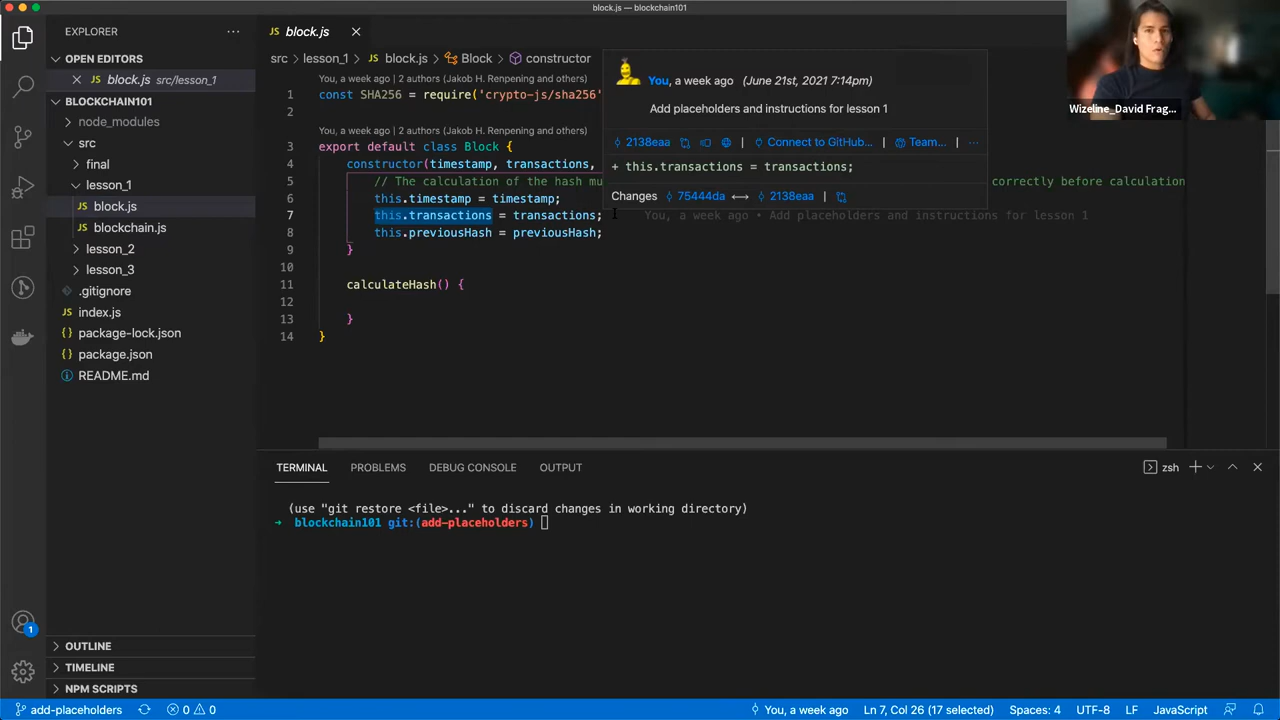 block.js — blockchain101
EXPLORER
JS block.js
OPEN EDITORS
JS block.js src/lesson_1
BLOCKCHAIN101
node_modules
src
final
lesson_1
block.js
JS blockchain.js
lesson_2
lesson_3
.gitignore
JS index.js
{} package-lock.json
{} package.json
README.md
OUTLINE
TIMELINE
NPM SCRIPTS
1
src > lesson_1 > JS block.js > Block > constructor
You, a week ago | 2 authors (Jakob H. Renpening and others)
1 const SHA256 = require('crypto-js/sha256'
2
You, a week ago | 2 authors (Jakob H. Renpening and others)
3 export default class Block {
4 constructor(timestamp, transactions,
5 // The calculation of the hash mu correctly before calculation
6 this.timestamp = timestamp;
7 this.transactions = transactions; You, a week ago • Add placeholders and instructions for lesson 1
8 this.previousHash = previousHash;
9 }
10
11 calculateHash() {
12
13 }
14 }
You, a week ago (June 21st, 2021 7:14pm)
Add placeholders and instructions for lesson 1
2138eaa | Connect to GitHub... | Team... | ...
+ this.transactions = transactions;
Changes 75444da ↔ 2138eaa |
Wizeline_David Frag...
TERMINAL PROBLEMS DEBUG CONSOLE OUTPUT
zsh
(use "git restore <file>..." to discard changes in working directory)
→ blockchain101 git:(add-placeholders)
add-placeholders 0 0 You, a week ago Ln 7, Col 26 (17 selected) Spaces: 4 UTF-8 LF JavaScript